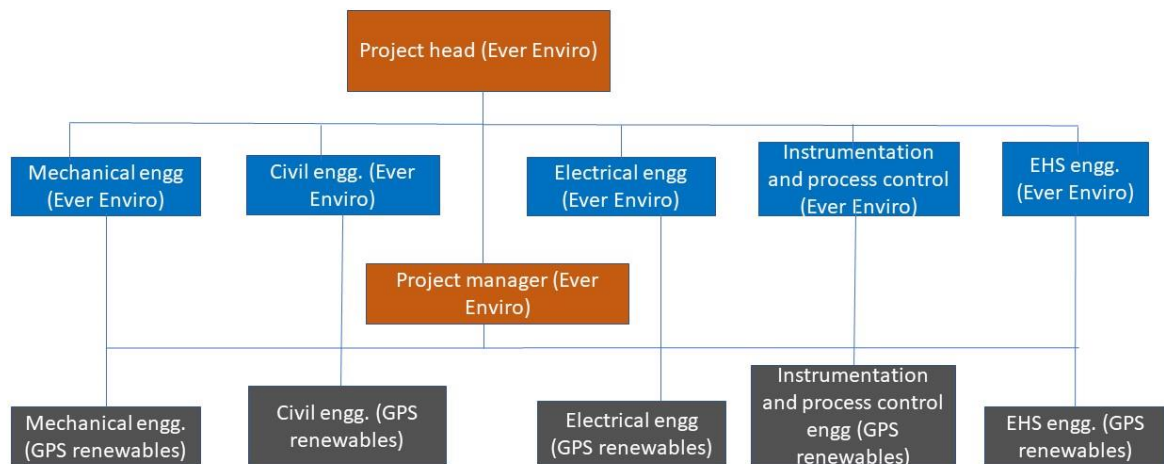 Project head (Ever Enviro)
Mechanical engg
(Ever Enviro)
Civil engg. (Ever
Enviro)
Electrical engg
(Ever Enviro)
Instrumentation
and process control
(Ever Enviro)
EHS engg.
(Ever Enviro)
Project manager (Ever
Enviro)
Mechanical engg.
(GPS renewables)
Civil engg. (GPS
renewables)
Electrical engg
(GPS renewables)
Instrumentation
and process control
engg (GPS
renewables)
EHS engg. (GPS
renewables)